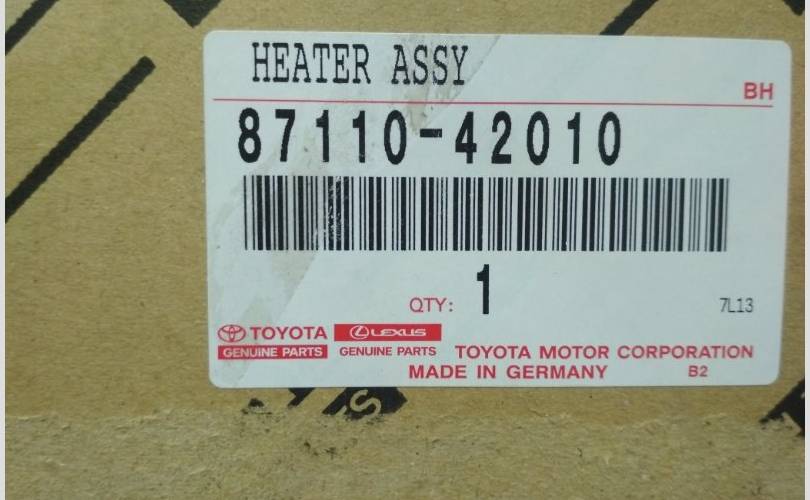 HEATER ASSY
BH
87110-42010
QTY: 1
7L13
TOYOTA LEXUS
GENUINE PARTS GENUINE PARTS TOYOTA MOTOR CORPORATION
MADE IN GERMANY B2